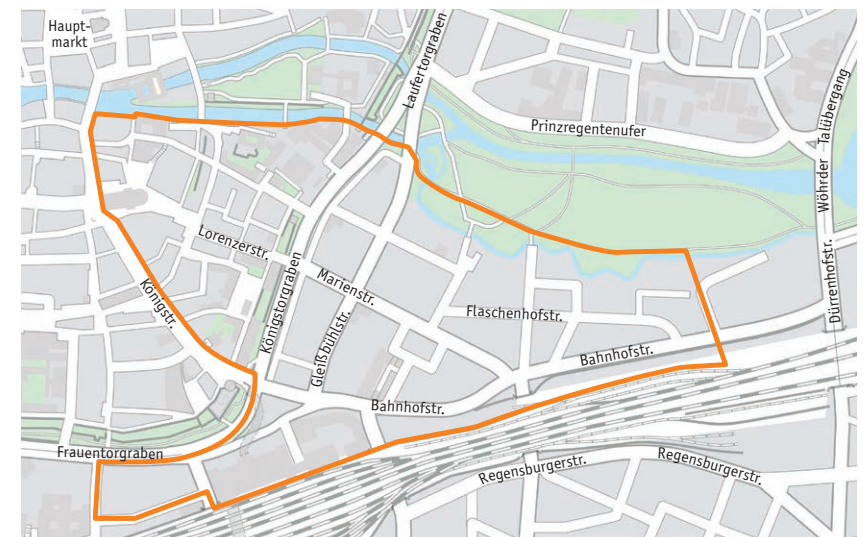 Haupt-
markt
Laufertorgraben
Prinzregentenufer
Wöhrder Talübergang
Lorenzerstr.
Königstorgraben
Marienstr.
Königstr.
Gleißbühlstr.
Flaschenhofstr.
Dürrenhofstr.
Bahnhofstr.
Bahnhofstr.
Frauentorgraben
Regensburgerstr.
Regensburgerstr.